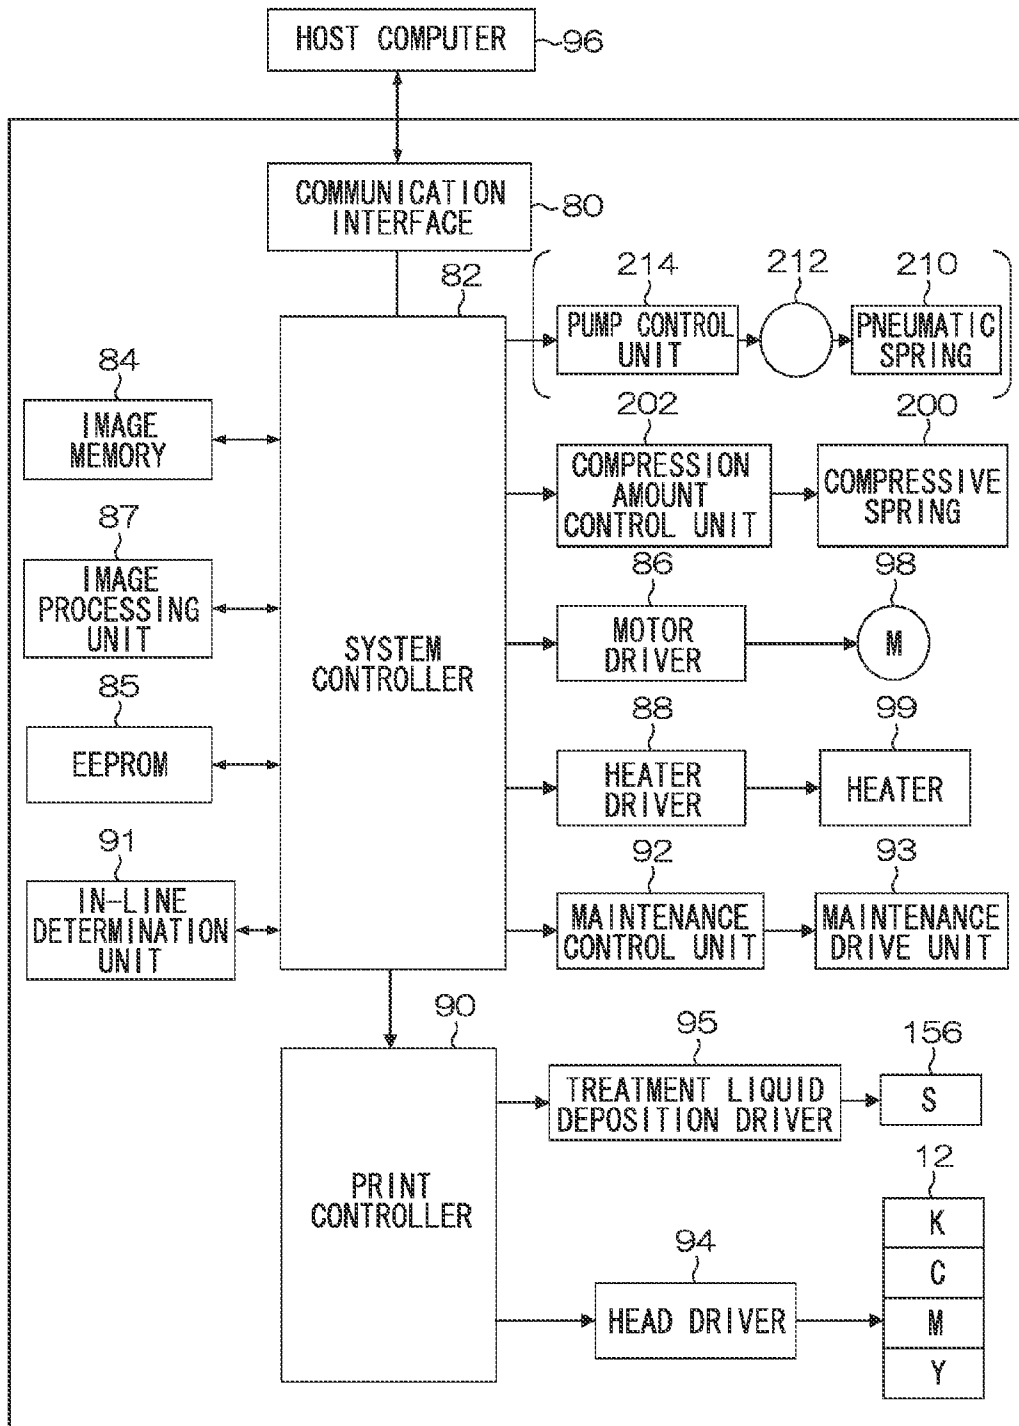 HOST COMPUTER
96
COMMUNICATION
INTERFACE
80
82
214
212
210
PUMP CONTROL
UNIT
PNEUMATIC
SPRING
84
IMAGE
MEMORY
202
200
COMPRESSION
AMOUNT
CONTROL UNIT
COMPRESSIVE
SPRING
87
IMAGE
PROCESSING
UNIT
86
98
MOTOR
DRIVER
M
SYSTEM
CONTROLLER
85
EEPROM
88
99
HEATER
DRIVER
HEATER
91
IN-LINE
DETERMINATION
UNIT
92
93
MAINTENANCE
CONTROL UNIT
MAINTENANCE
DRIVE UNIT
90
95
156
TREATMENT LIQUID
DEPOSITION DRIVER
S
PRINT
CONTROLLER
12
K
C
M
Y
94
HEAD DRIVER